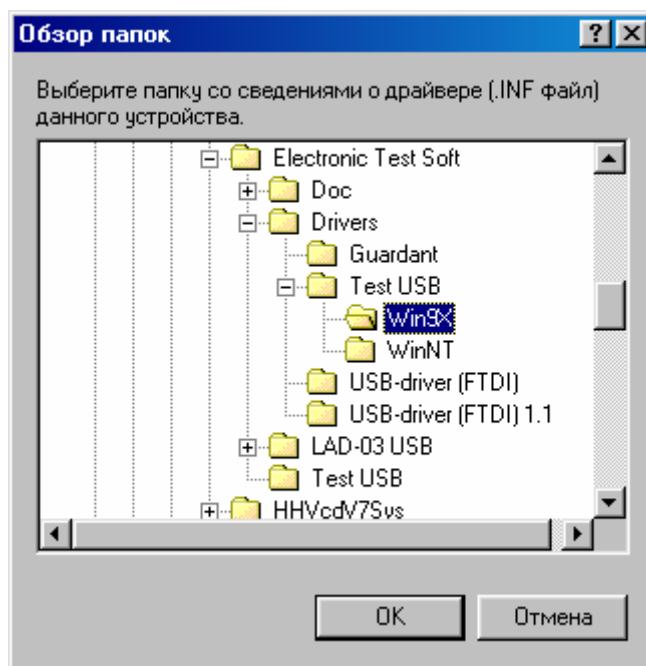 Обзор папок
Выберите папку со сведениями о драйвере (.INF файл)
данного устройства.
Electronic Test Soft
Doc
Drivers
Guardant
Test USB
Win9X
WinNT
USB-driver (FTDI)
USB-driver (FTDI) 1.1
LAD-03 USB
Test USB
HHVcdV7Sys
OK
Отмена